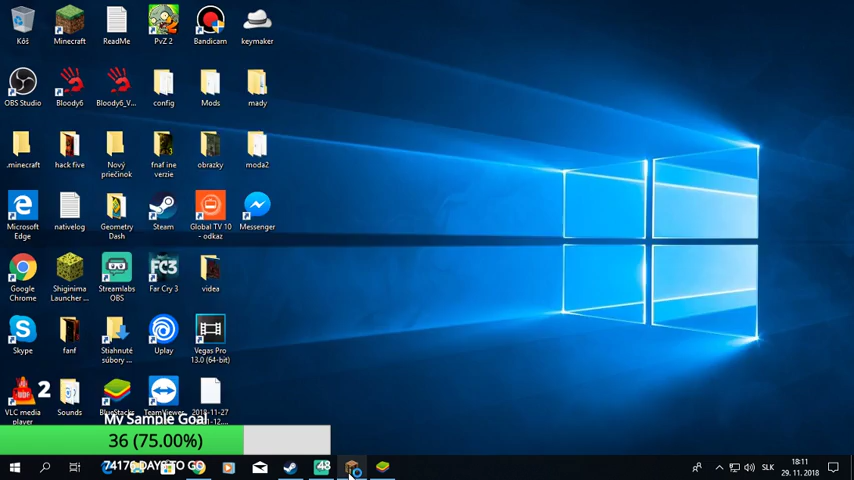 Kôš
Minecraft
ReadMe
PvZ 2
Bandicam
keymaker
OBS Studio
Bloody6
Bloody6_V...
config
Mods
mady
.minecraft
hack five
Nový
priečinok
fnaf ine
verzie
obrazky
moda2
Microsoft
Edge
nativelog
Geometry
Dash
Steam
Global TV 10
- odkaz
Messenger
Google
Chrome
Shiginima
Launcher ...
Streamlabs
OBS
FC3
Far Cry 3
videa
Skype
fanf
Stiahnuté
súbory ...
Uplay
Vegas Pro
13.0 (64-bit)
2
VLC media
player
Sounds
BlueStacks
TeamViewer
2018-11-27
My Sample Goal
36 (75.00%)
74176 DAYS TO GO
48
SLK
18:11
29. 11. 2018